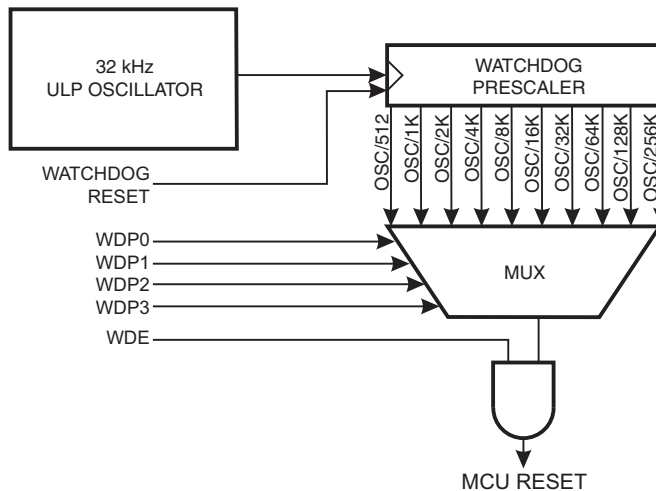 32 kHz
ULP OSCILLATOR
WATCHDOG
PRESCALER
OSC/512
OSC/1K
OSC/2K
OSC/4K
OSC/8K
OSC/16K
OSC/32K
OSC/64K
OSC/128K
OSC/256K
WATCHDOG
RESET
WDP0
WDP1
WDP2
WDP3
WDE
MUX
MCU RESET